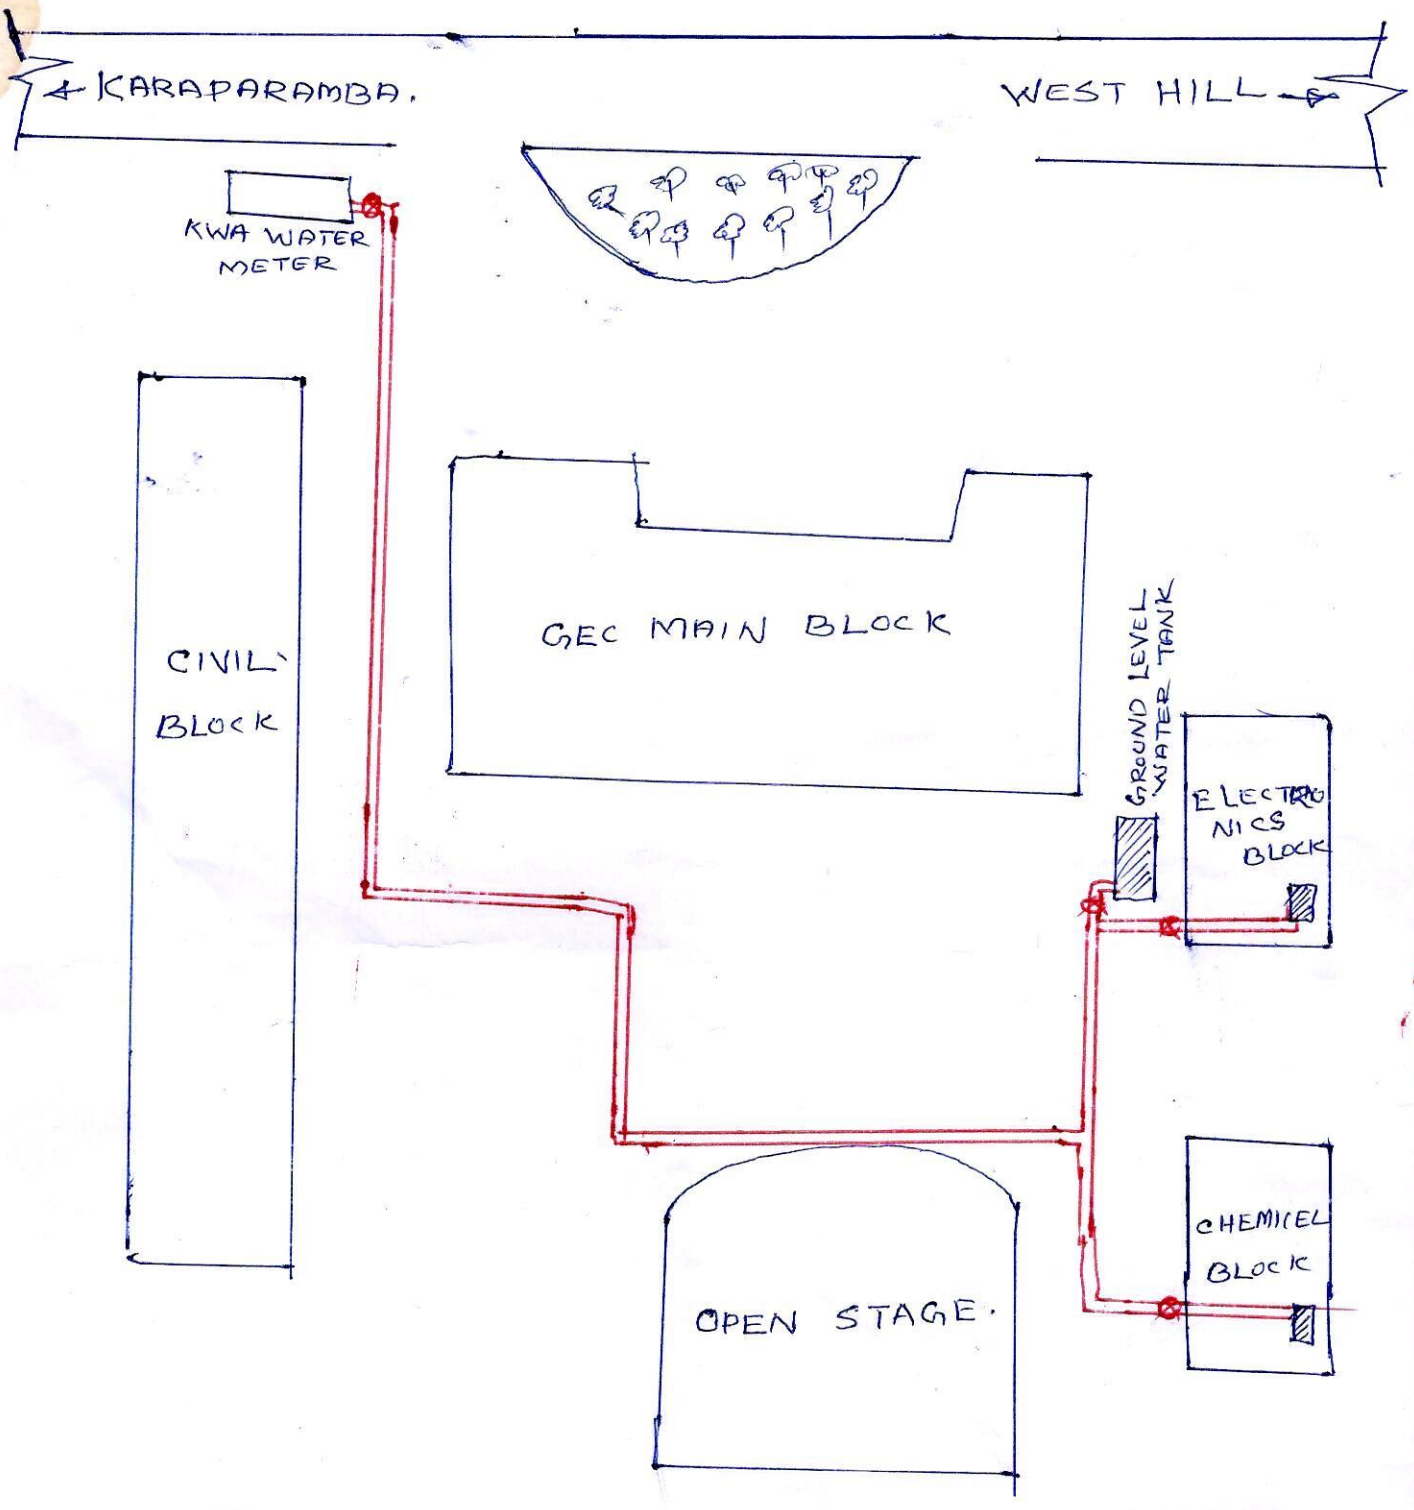 ← KARAPARAMBA.
WEST HILL →
KWA WATER
METER
GEC MAIN BLOCK
GROUND LEVEL
WATER TANK
CIVIL
BLOCK
ELECTRO
NICS
BLOCK
CHEMICEL
BLOCK
OPEN STAGE.